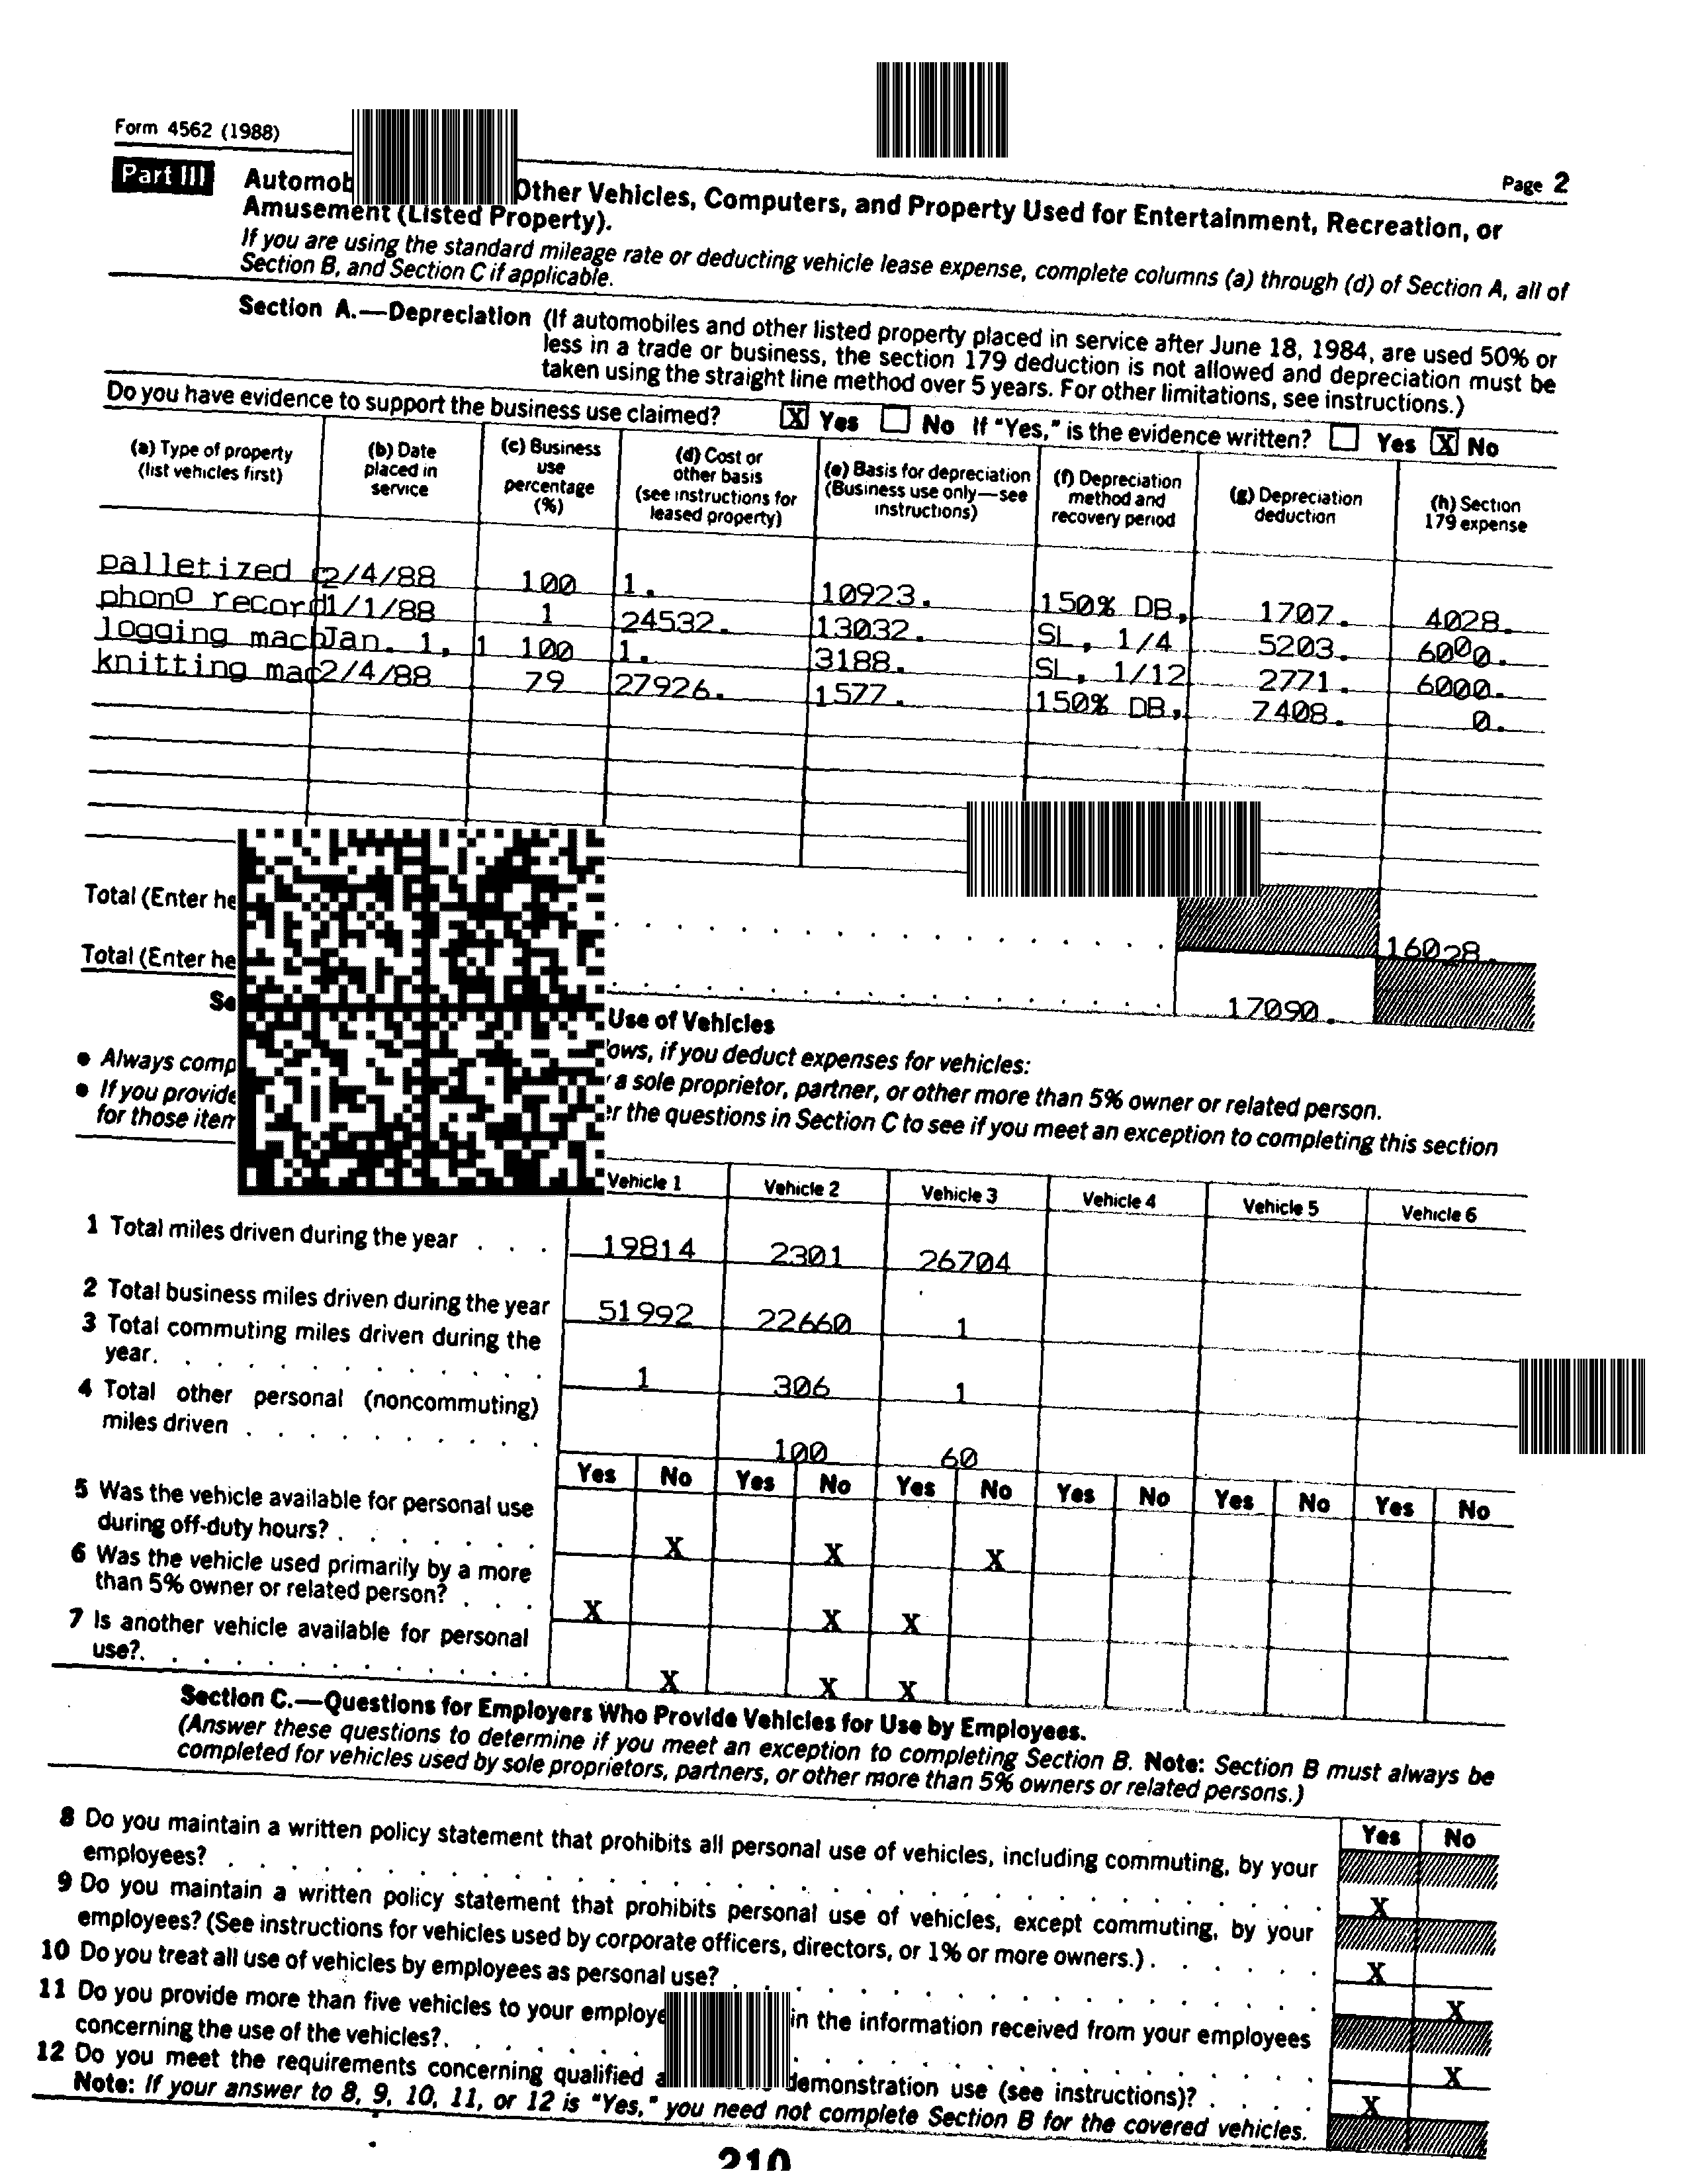 Form 4562 (1988)
Page 2
Part III Automob Other Vehicles, Computers, and Property Used for Entertainment, Recreation, or
Amusement (Listed Property).
If you are using the standard mileage rate or deducting vehicle lease expense, complete columns (a) through (d) of Section A, all of
Section B, and Section C if applicable.
Section A.—Depreciation (If automobiles and other listed property placed in service after June 18, 1984, are used 50% or
less in a trade or business, the section 179 deduction is not allowed and depreciation must be
taken using the straight line method over 5 years. For other limitations, see instructions.)
Do you have evidence to support the business use claimed? X Yes No If "Yes," is the evidence written? Yes X No
(a) Type of property
(list vehicles first)
(b) Date
placed in
service
(c) Business
use
percentage
(%)
(d) Cost or
other basis
(see instructions for
leased property)
(e) Basis for depreciation
(Business use only—see
instructions)
(f) Depreciation
method and
recovery period
(g) Depreciation
deduction
(h) Section
179 expense
palletized 2/4/88 100 1. 10923. 150% DB, 1707. 4028.
phono record 1/1/88 1 24532. 13032. SL, 1/4 5203. 6000.
logging mach Jan. 1, 1 100 1. 3188. SL, 1/12 2771. 6000.
knitting mac 2/4/88 79 27926. 1577. 150% DB, 7408. 0.
Total (Enter he . . . . . . . . . . . . . . . . . . 16028.
Total (Enter he . . . . . . . . . . . . . . . . . . 17090.
Se Use of Vehicles
● Always comp ows, if you deduct expenses for vehicles:
● If you provide a sole proprietor, partner, or other more than 5% owner or related person.
for those item er the questions in Section C to see if you meet an exception to completing this section
Vehicle 1 Vehicle 2 Vehicle 3 Vehicle 4 Vehicle 5 Vehicle 6
1 Total miles driven during the year . . . 19814 2301 26704
2 Total business miles driven during the year 51992 22660 1
3 Total commuting miles driven during the
year. . . . . . . . . . . . . 1 306 1
4 Total other personal (noncommuting)
miles driven . . . . . . . . . . 100 60
Yes No Yes No Yes No Yes No Yes No Yes No
5 Was the vehicle available for personal use
during off-duty hours? . . . . . . . X X X
6 Was the vehicle used primarily by a more
than 5% owner or related person? . . . X X X
7 Is another vehicle available for personal
use?. . . . . . . . . . . . . X X X
Section C.—Questions for Employers Who Provide Vehicles for Use by Employees.
(Answer these questions to determine if you meet an exception to completing Section B. Note: Section B must always be
completed for vehicles used by sole proprietors, partners, or other more than 5% owners or related persons.)
Yes No
8 Do you maintain a written policy statement that prohibits all personal use of vehicles, including commuting, by your
employees? . . . . . . . . . . . . . . . . . . . . . . . . . . . . . . . . . . X
9 Do you maintain a written policy statement that prohibits personal use of vehicles, except commuting, by your
employees? (See instructions for vehicles used by corporate officers, directors, or 1% or more owners.) . . . . . . X
10 Do you treat all use of vehicles by employees as personal use? . . . . . . . . . . . . . . . . . . X
11 Do you provide more than five vehicles to your employe in the information received from your employees
concerning the use of the vehicles?. . . . . . . . . . . . . . . . . . . . . . . . X
12 Do you meet the requirements concerning qualified a demonstration use (see instructions)? . . . . X
Note: If your answer to 8, 9, 10, 11, or 12 is "Yes," you need not complete Section B for the covered vehicles.
210